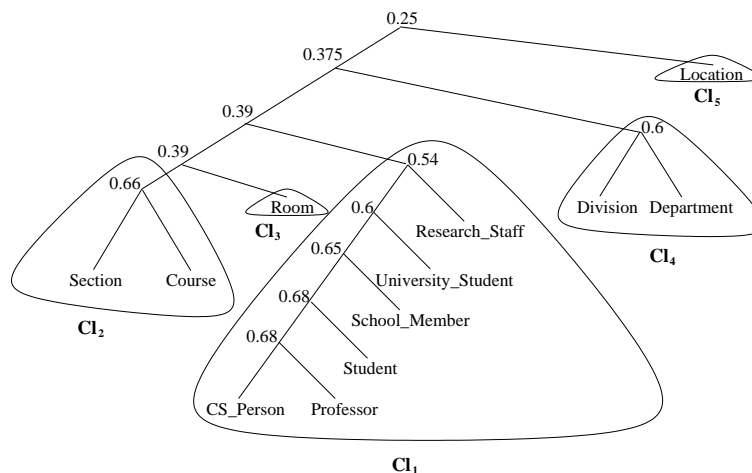 0.25
0.375
Location
Cl5
0.39
0.6
0.39
0.54
0.66
Room
0.6
Division Department
Research_Staff
Cl3
0.65
Cl4
Section Course
University_Student
0.68
School_Member
Cl2
0.68
Student
CS_Person Professor
Cl1